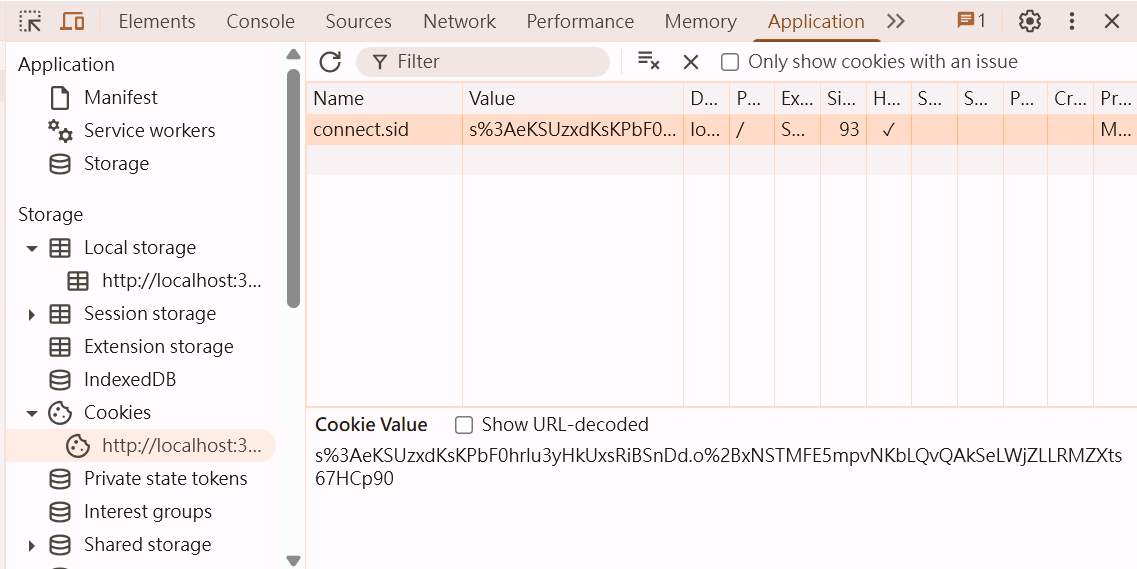 Elements Console Sources Network Performance Memory Application 1
Application
Manifest
Service workers
Storage
Storage
Local storage
http://localhost:3...
Session storage
Extension storage
IndexedDB
Cookies
http://localhost:3...
Private state tokens
Interest groups
Shared storage
Filter Only show cookies with an issue
Name Value D... P... Ex... Si... H... S... S... P... Cr... Pr...
connect.sid s%3AeKSUzxdKsKPbF0... lo... / S... 93 ✓ M...
Cookie Value Show URL-decoded
s%3AeKSUzxdKsKPbF0hrlu3yHkUxsRiBSnDd.o%2BxNSTMFE5mpvNKbLQvQAkSeLWjZLLRMZXts
67HCp90